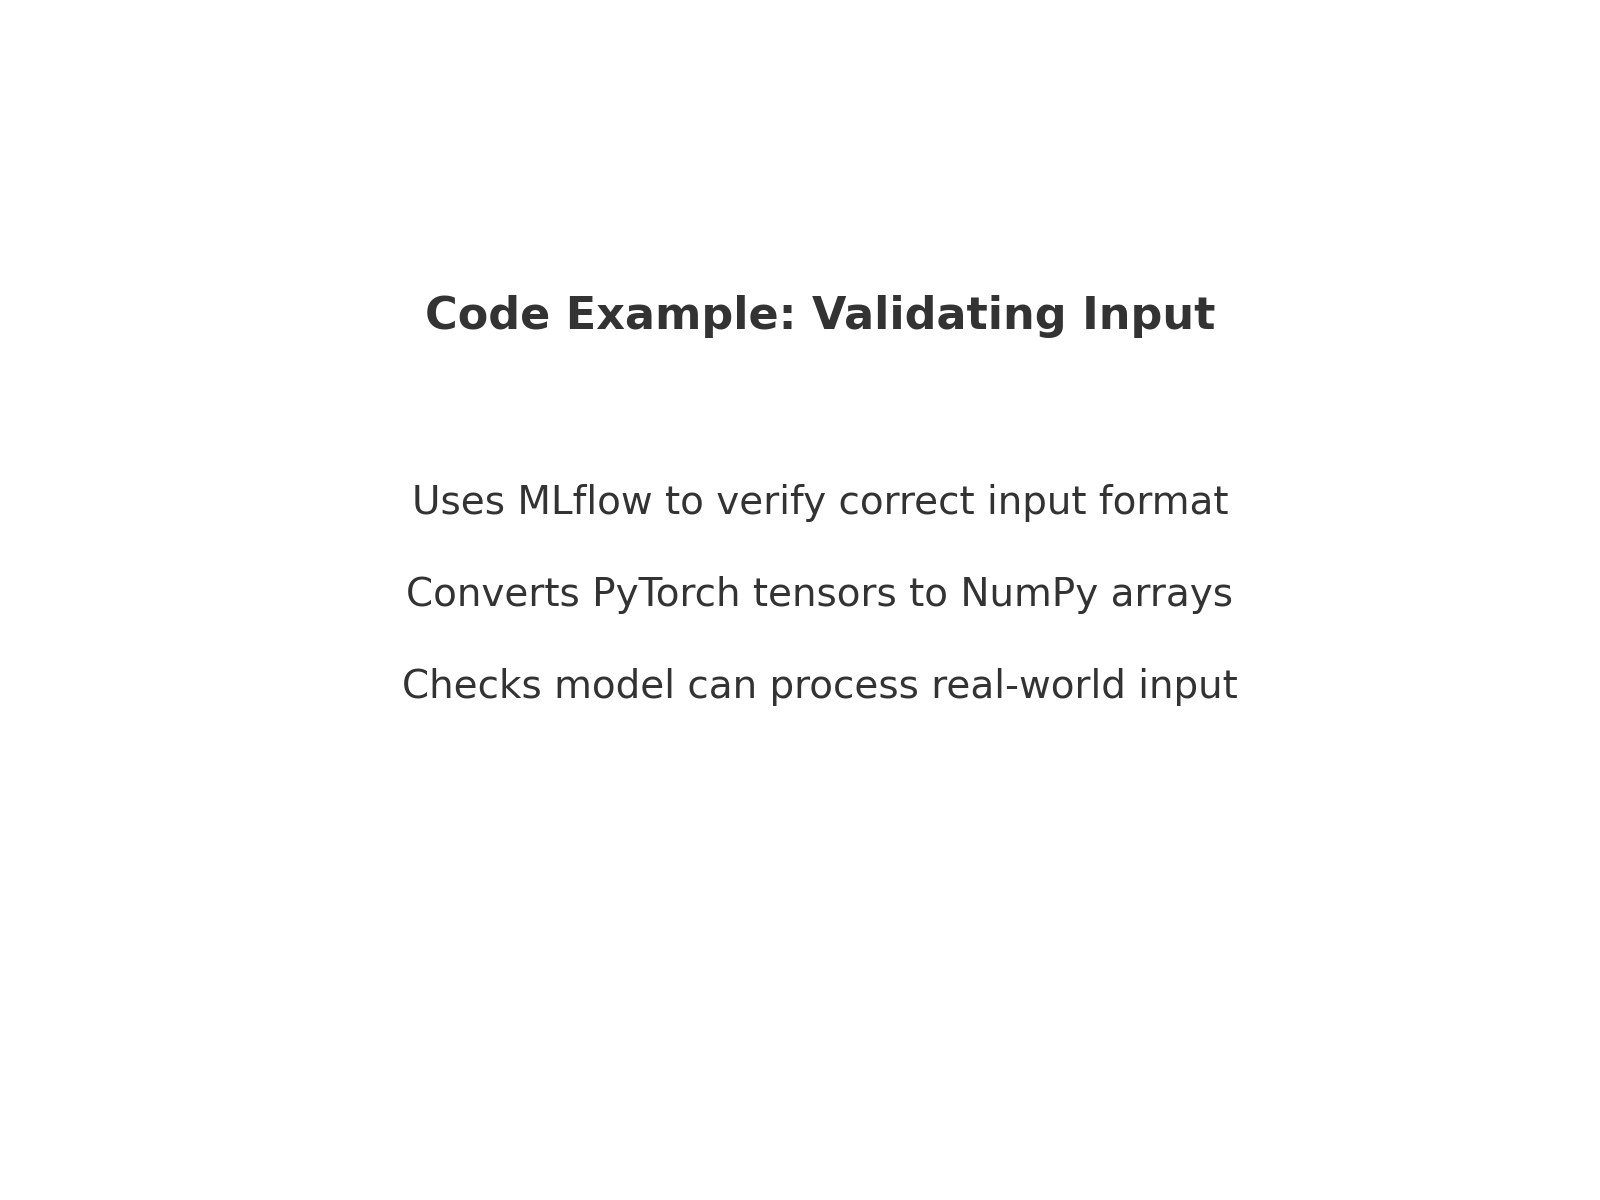 Code Example: Validating Input
Uses MLflow to verify correct input format
Converts PyTorch tensors to NumPy arrays
Checks model can process real-world input